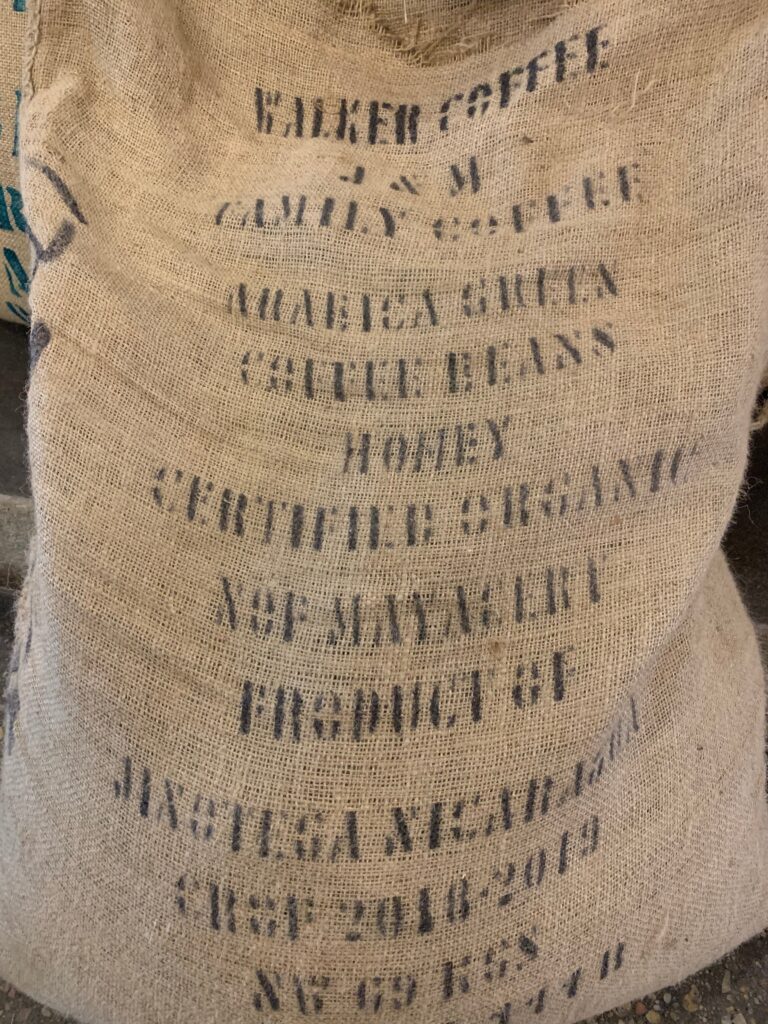 WALKER COFFEE
& M
FAMILY COFFEE
ARABICA GREEN
COFFEE BEANS
HONEY
CERTIFIED ORGANIC
NOP MAYACERT
PRODUCT OF
JINOTEGA NICARAGUA
CROP 2018-2019
NW 69 KGS